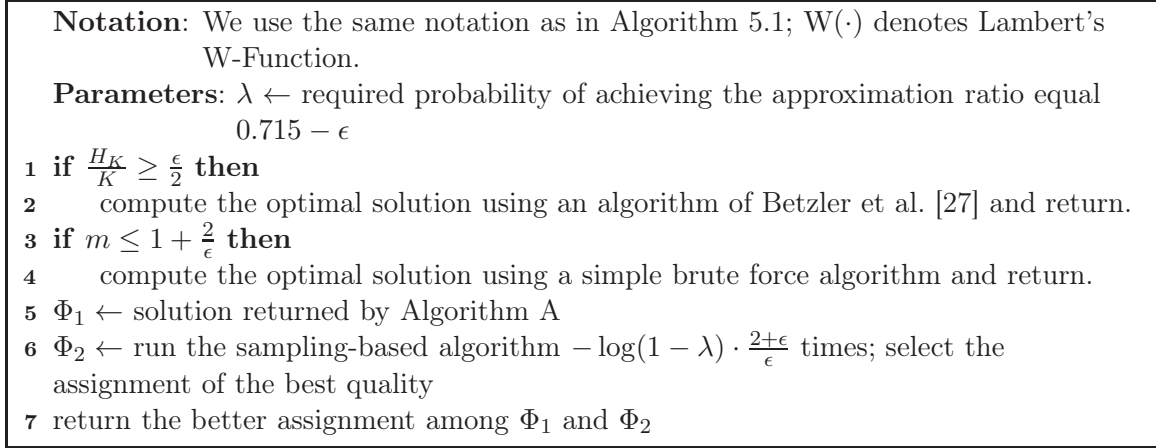 Notation: We use the same notation as in Algorithm 5.1; W(·) denotes Lambert's
W-Function.
Parameters: λ ← required probability of achieving the approximation ratio equal
0.715 − ϵ
1 if H_K/K ≥ ϵ/2 then
2 compute the optimal solution using an algorithm of Betzler et al. [27] and return.
3 if m ≤ 1 + 2/ϵ then
4 compute the optimal solution using a simple brute force algorithm and return.
5 Φ₁ ← solution returned by Algorithm A
6 Φ₂ ← run the sampling-based algorithm − log(1 − λ) · (2+ϵ)/ϵ times; select the
assignment of the best quality
7 return the better assignment among Φ₁ and Φ₂